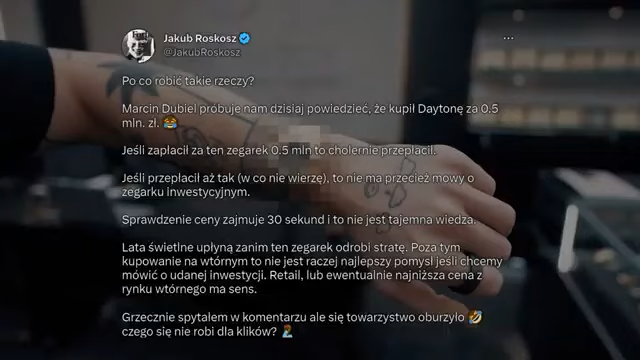 Jakub Roskosz
@JakubRoskosz
Po co robić takie rzeczy?
Marcin Dubiel próbuje nam dzisiaj powiedzieć, że kupił Daytonę za 0.5
mln. zł. 😂
Jeśli zapłacił za ten zegarek 0.5 mln to cholernie przepłacił.
Jeśli przepłacił aż tak (w co nie wierzę), to nie ma przecież mowy o
zegarku inwestycyjnym.
Sprawdzenie ceny zajmuje 30 sekund i to nie jest tajemna wiedza.
Lata świetlne upłyną zanim ten zegarek odrobi stratę. Poza tym
kupowanie na wtórnym to nie jest raczej najlepszy pomysł jeśli chcemy
mówić o udanej inwestycji. Retail, lub ewentualnie najniższa cena z
rynku wtórnego ma sens.
Grzecznie spytałem w komentarzu ale się towarzystwo oburzyło 🤣
czego się nie robi dla klików? 🤦